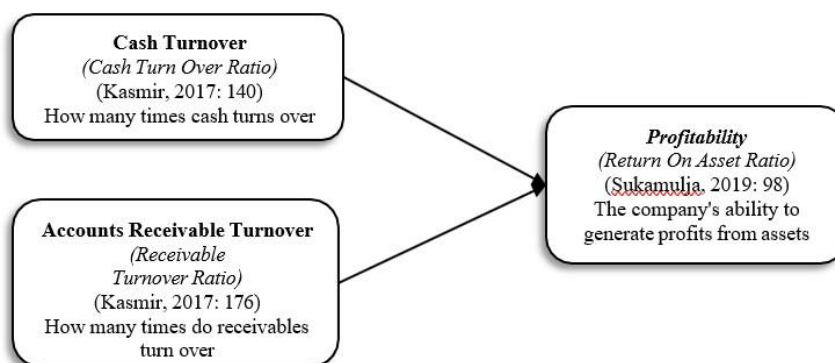 Cash Turnover
(Cash Turn Over Ratio)
(Kasmir, 2017: 140)
How many times cash turns over
Accounts Receivable Turnover
(Receivable
Turnover Ratio)
(Kasmir, 2017: 176)
How many times do receivables
turn over
Profitability
(Return On Asset Ratio)
(Sukamulja, 2019: 98)
The company's ability to
generate profits from assets